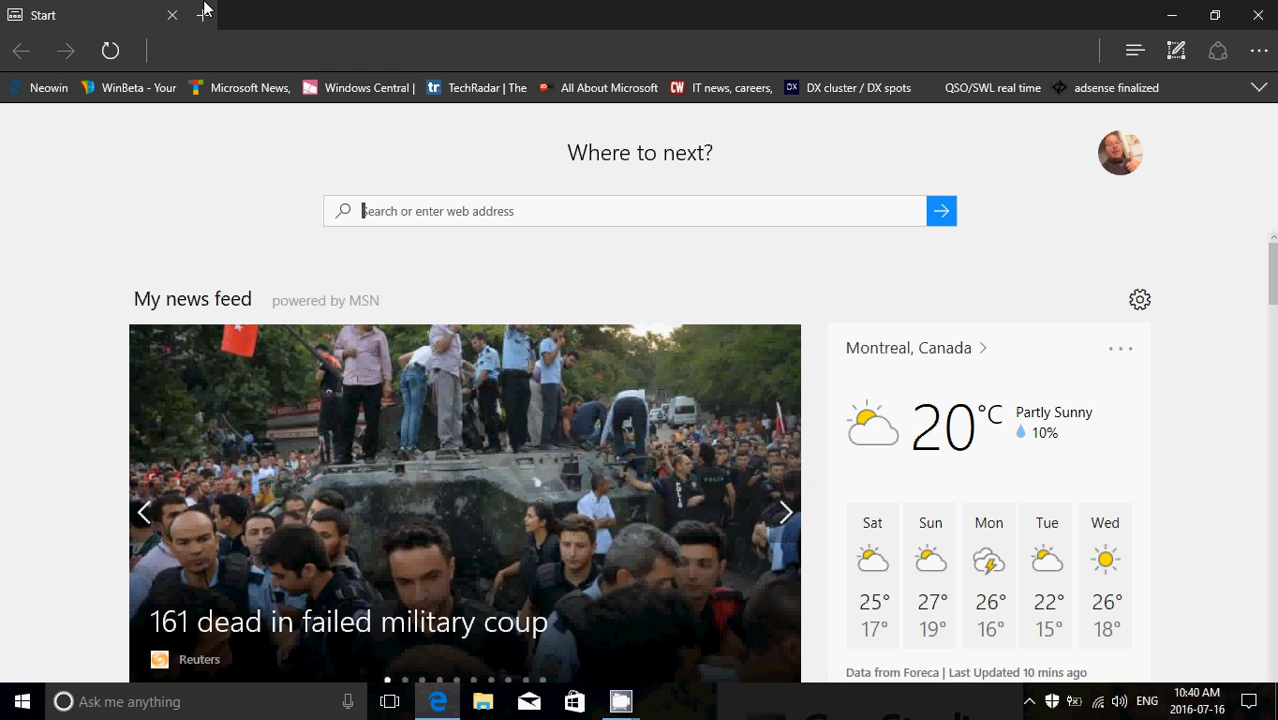 Start
Neowin
WinBeta - Your
Microsoft News,
Windows Central |
tr TechRadar | The
All About Microsoft
CW IT news, careers,
DX DX cluster / DX spots
QSO/SWL real time
adsense finalized
Where to next?
Search or enter web address
My news feed powered by MSN
Montreal, Canada
20°C
Partly Sunny
10%
Sat Sun Mon Tue Wed
25° 27° 26° 22° 26°
17° 19° 16° 15° 18°
Data from Foreca | Last Updated 10 mins ago
POLİS
161 dead in failed military coup
Reuters
Ask me anything
ENG
10:40 AM
2016-07-16